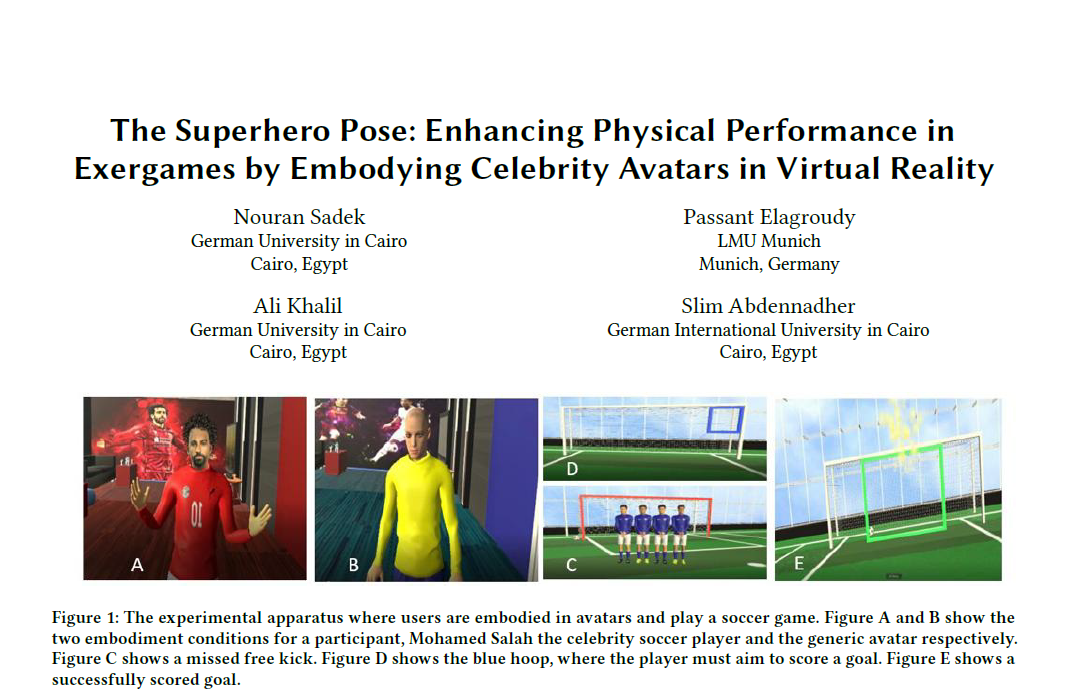 The Superhero Pose: Enhancing Physical Performance in
Exergames by Embodying Celebrity Avatars in Virtual Reality
Nouran Sadek
German University in Cairo
Cairo, Egypt
Passant Elagroudy
LMU Munich
Munich, Germany
Ali Khalil
German University in Cairo
Cairo, Egypt
Slim Abdennadher
German International University in Cairo
Cairo, Egypt
A
10
B
D
C
E
Figure 1: The experimental apparatus where users are embodied in avatars and play a soccer game. Figure A and B show the
two embodiment conditions for a participant, Mohamed Salah the celebrity soccer player and the generic avatar respectively.
Figure C shows a missed free kick. Figure D shows the blue hoop, where the player must aim to score a goal. Figure E shows a
successfully scored goal.